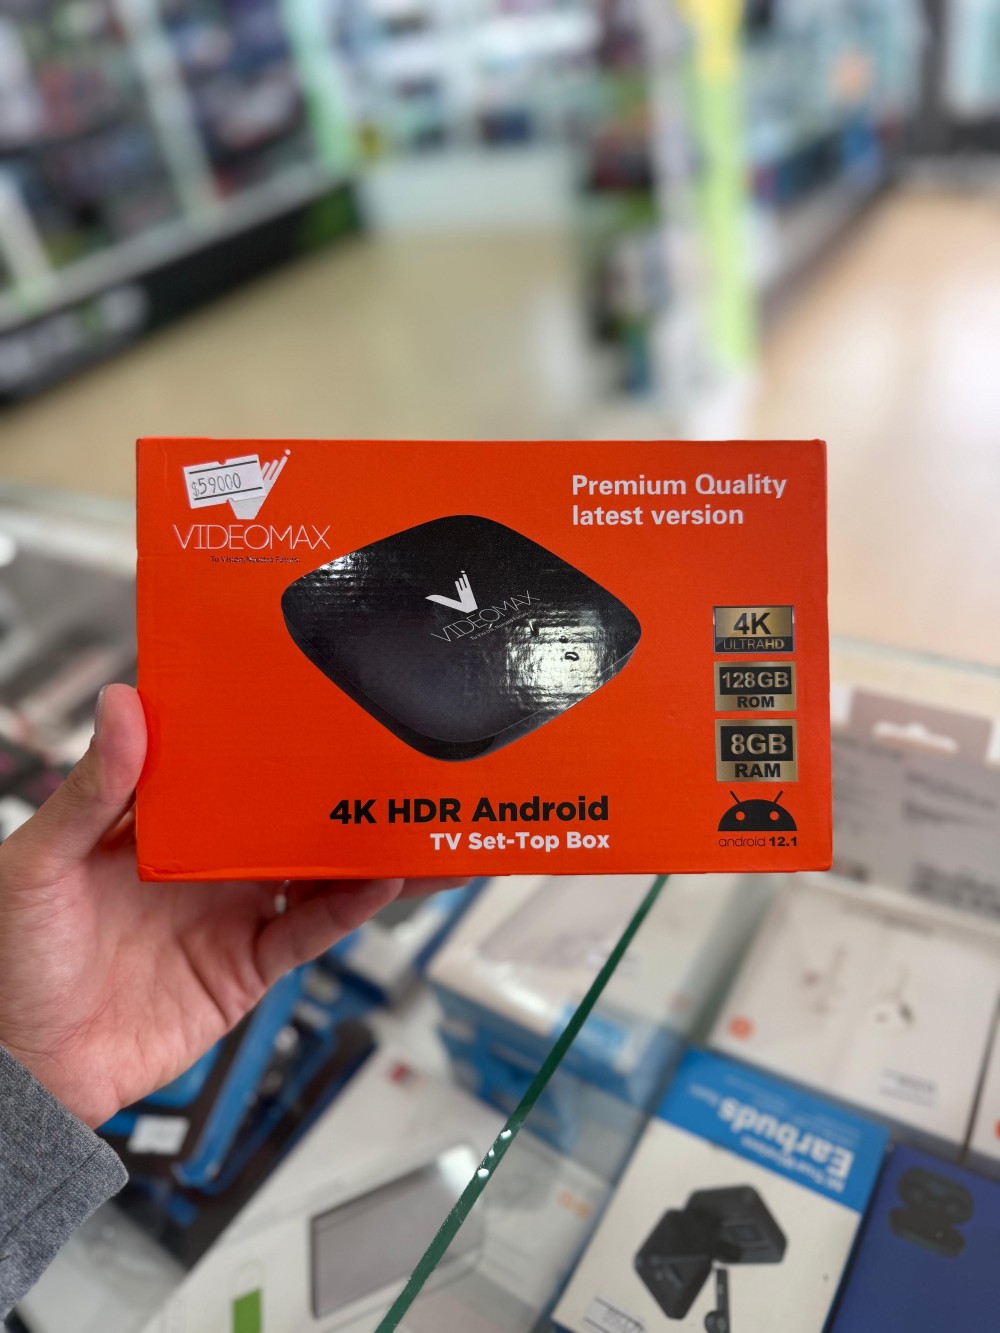 $59000
VIDEOMAX
Premium Quality
latest version
VIDEOMAX
4K
ULTRAHD
128GB
ROM
8GB
RAM
4K HDR Android
TV Set-Top Box
android 12.1
Earbuds